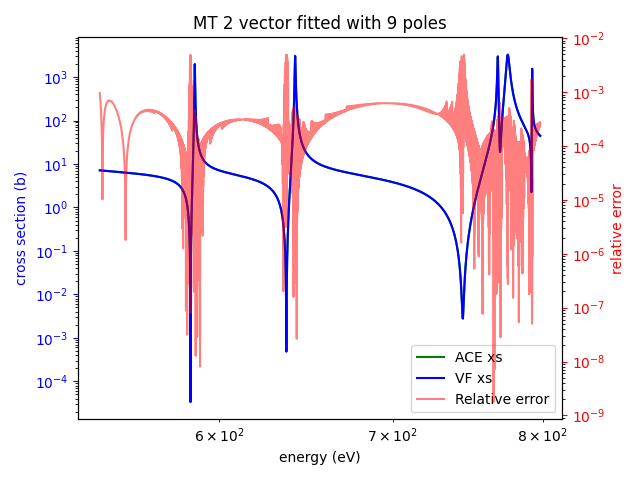 MT 2 vector fitted with 9 poles
cross section (b)
10³
10²
10¹
10⁰
10⁻¹
10⁻²
10⁻³
10⁻⁴
10⁻²
10⁻³
10⁻⁴
10⁻⁵
10⁻⁶
10⁻⁷
10⁻⁸
10⁻⁹
relative error
ACE xs
VF xs
Relative error
6 × 10² 7 × 10² 8 × 10²
energy (eV)